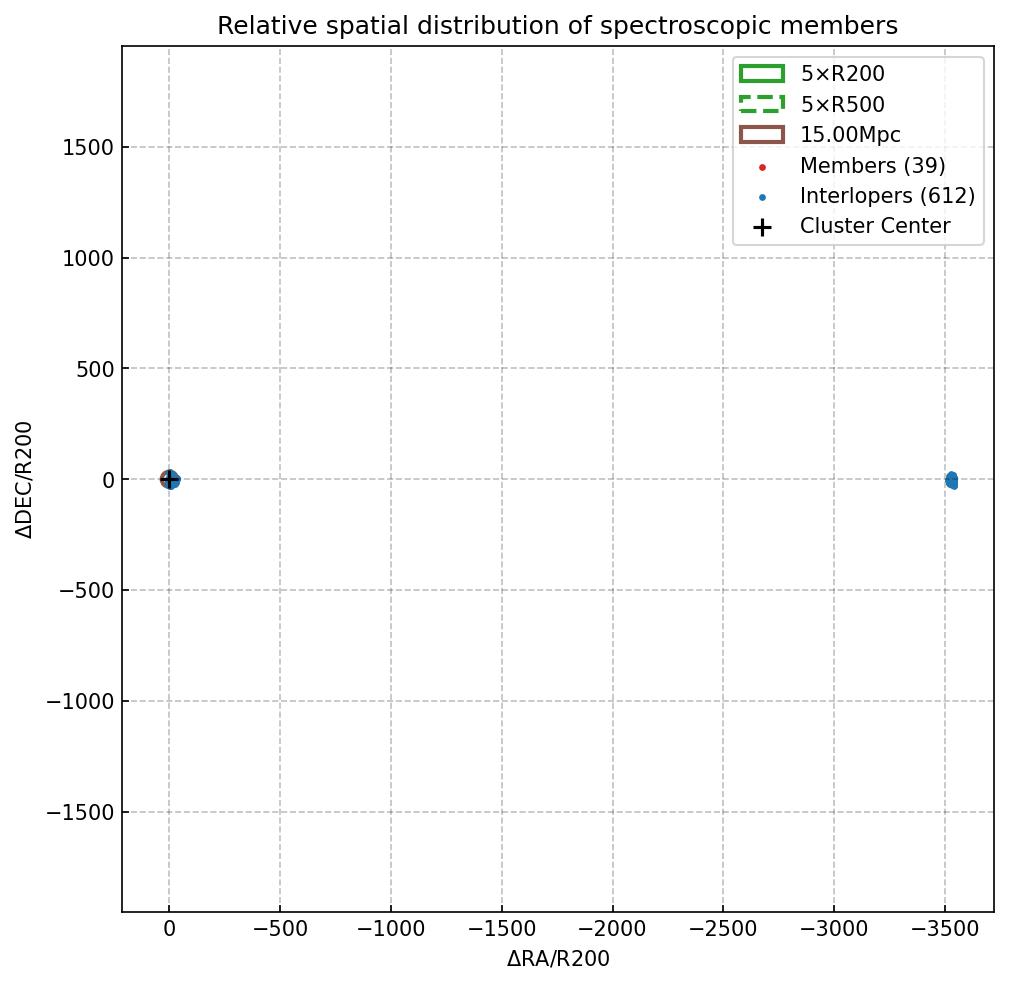 Relative spatial distribution of spectroscopic members
5×R200
5×R500
15.00Mpc
Members (39)
Interlopers (612)
Cluster Center
1500
1000
500
0
−500
−1000
−1500
ΔDEC/R200
0
−500
−1000
−1500
−2000
−2500
−3000
−3500
ΔRA/R200